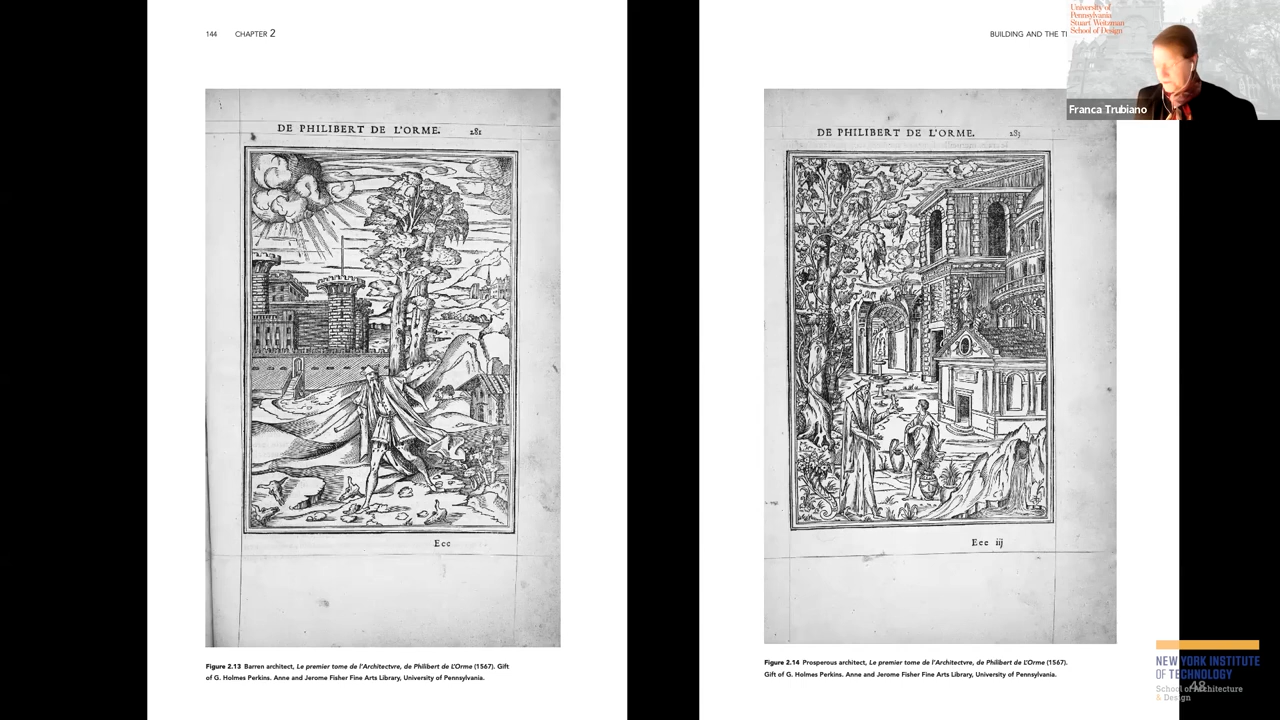 144 CHAPTER 2
DE PHILIBERT DE L'ORME. 281
Ecc
Figure 2.13 Barren architect, Le premier tome de l'Architectvre, de Philibert de L'Orme (1567). Gift
of G. Holmes Perkins. Anne and Jerome Fisher Fine Arts Library, University of Pennsylvania.
BUILDING AND THE
DE PHILIBERT DE L'ORME. 283
Eee iij
Figure 2.14 Prosperous architect, Le premier tome de l'Architectvre, de Philibert de L'Orme (1567).
Gift of G. Holmes Perkins. Anne and Jerome Fisher Fine Arts Library, University of Pennsylvania.
University of
Pennsylvania
Stuart Weitzman
School of Design
Franca Trubiano
NEW YORK INSTITUTE
OF TECHNOLOGY
School of Architecture
& Design
48